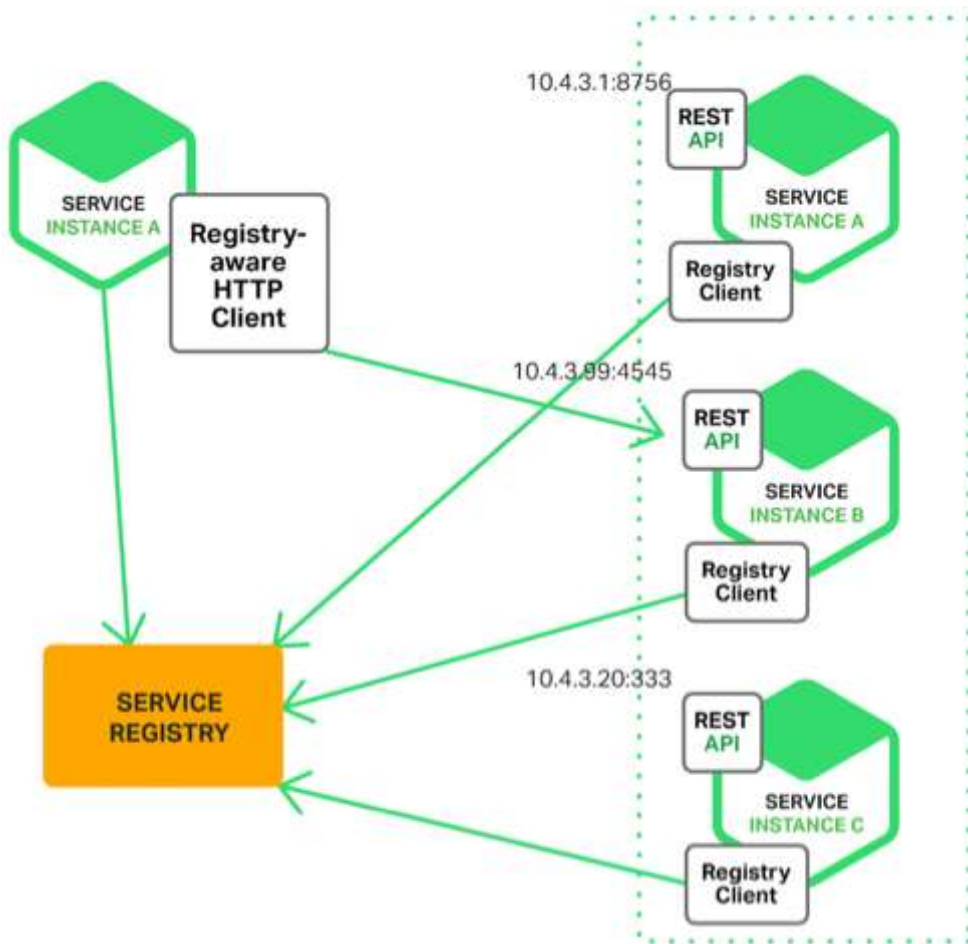 SERVICE
INSTANCE A
Registry-
aware
HTTP
Client
SERVICE
REGISTRY
10.4.3.1:8756
REST
API
SERVICE
INSTANCE A
Registry
Client
10.4.3.99:4545
REST
API
SERVICE
INSTANCE B
Registry
Client
10.4.3.20:333
REST
API
SERVICE
INSTANCE C
Registry
Client